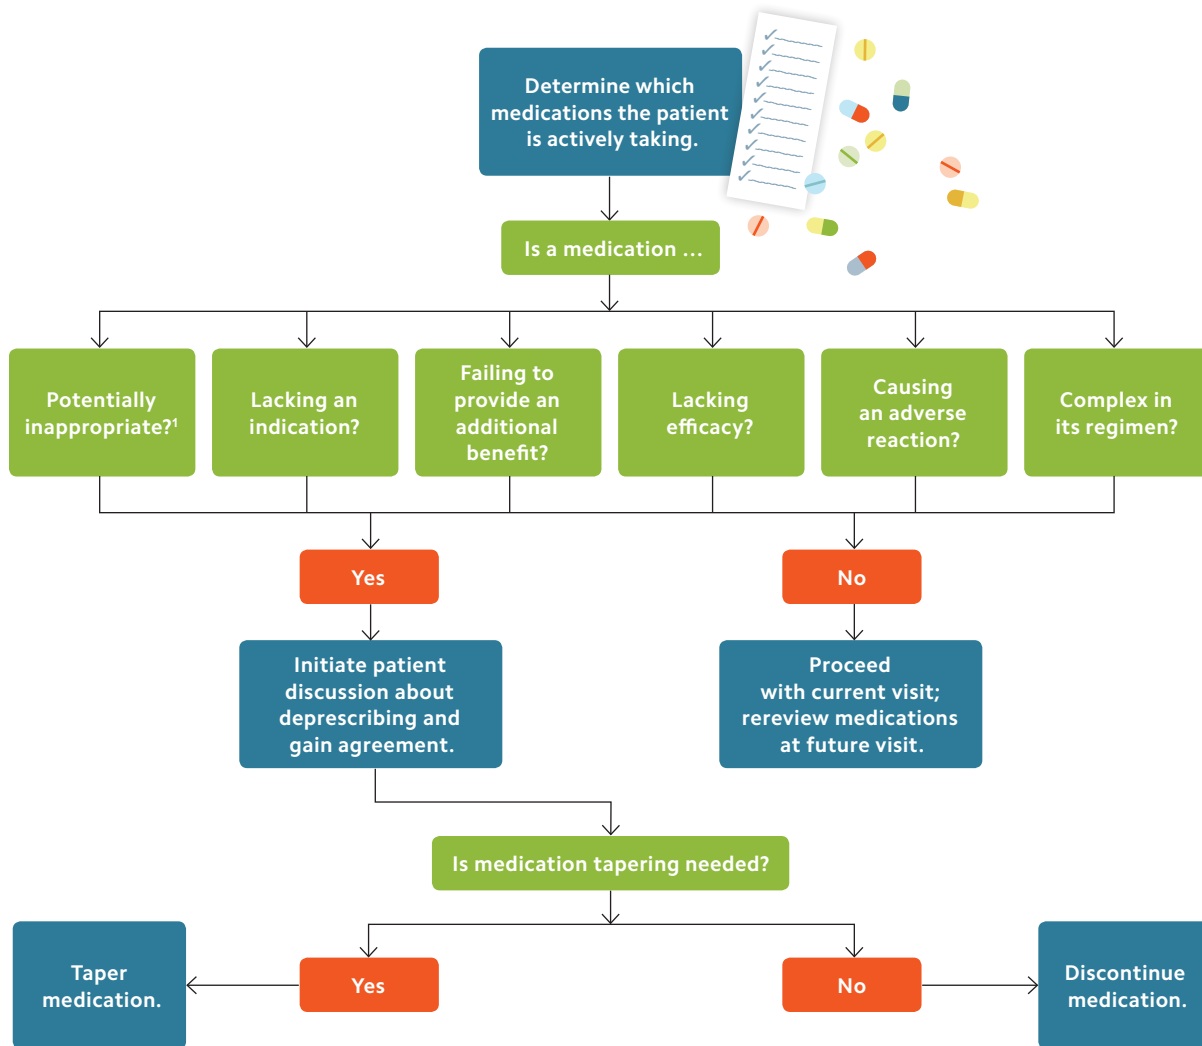 Determine which
medications the patient
is actively taking.
Is a medication …
Potentially
inappropriate?¹
Lacking an
indication?
Failing to
provide an
additional
benefit?
Lacking
efficacy?
Causing
an adverse
reaction?
Complex in
its regimen?
Yes
No
Initiate patient
discussion about
deprescribing and
gain agreement.
Proceed
with current visit;
rereview medications
at future visit.
Is medication tapering needed?
Taper
medication.
Yes
No
Discontinue
medication.